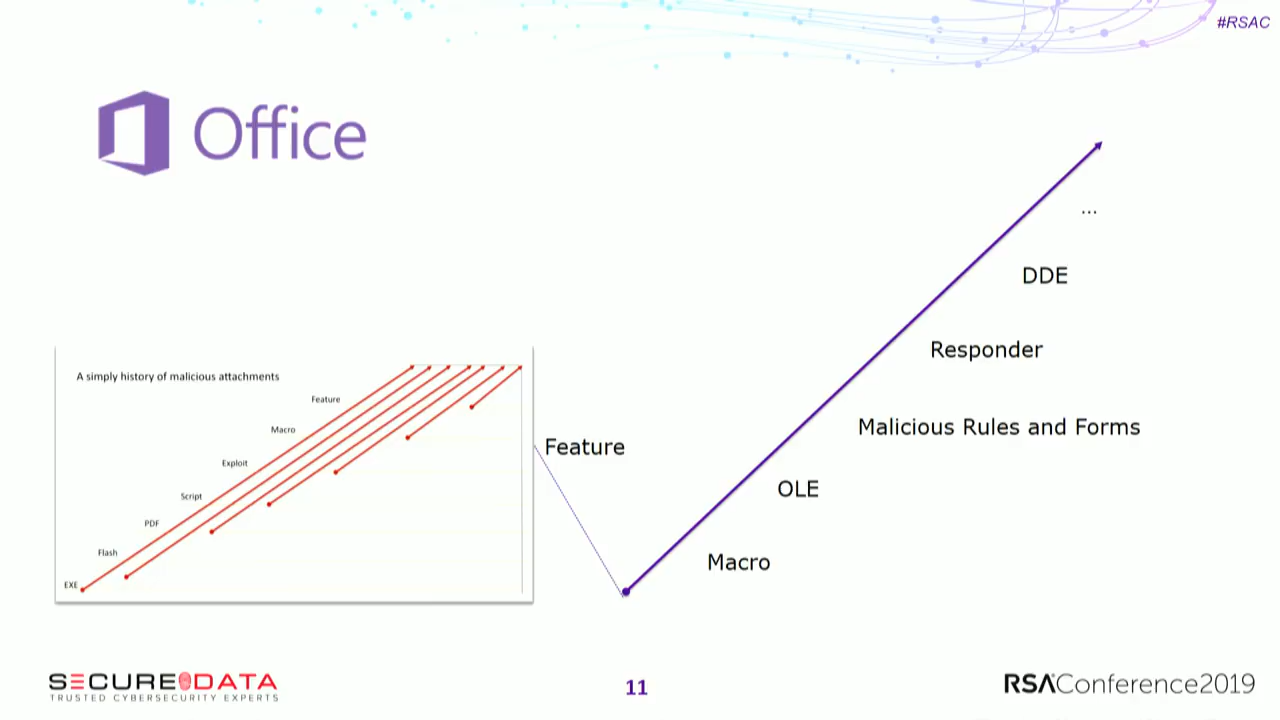 #RSAC
Office
...
DDE
Responder
Malicious Rules and Forms
OLE
Macro
Feature
A simply history of malicious attachments
Feature
Macro
Exploit
Script
PDF
Flash
EXE
SECUREDATA
TRUSTED CYBERSECURITY EXPERTS
11
RSAConference2019